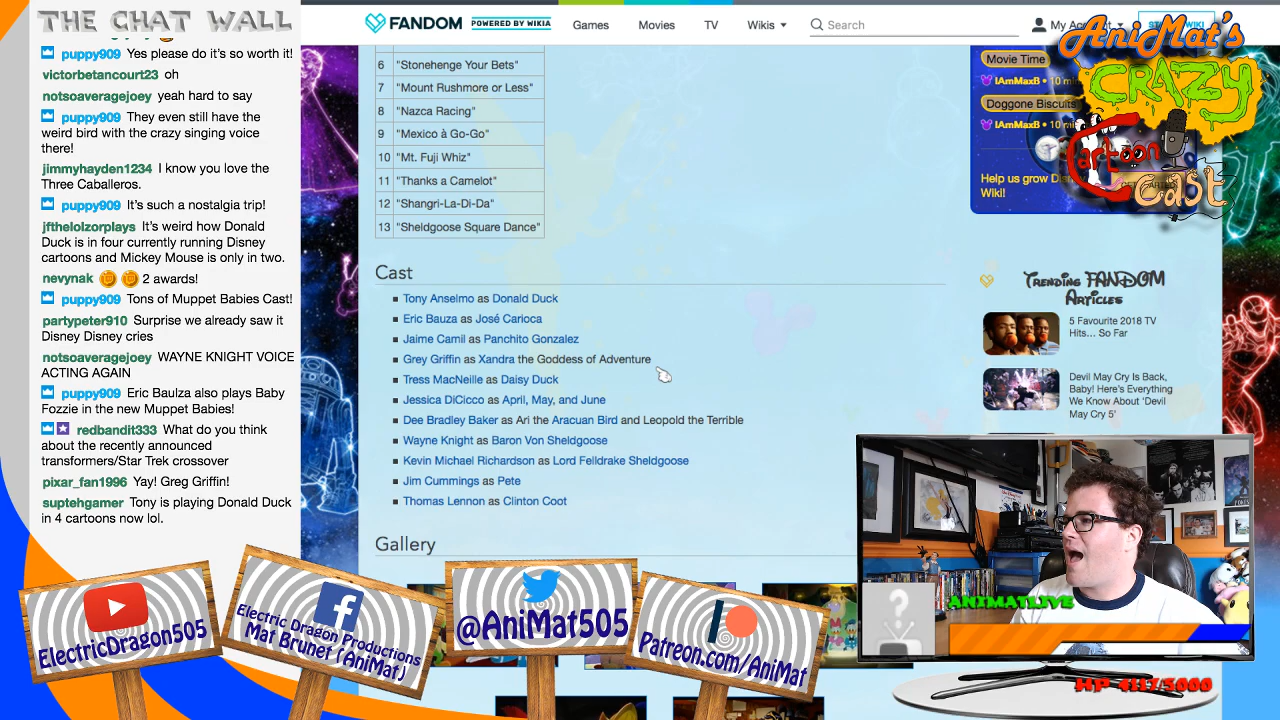 THE CHAT WALL
puppy909 Yes please do it's so worth it!
victorbetancourt23 oh
notsoaveragejoey yeah hard to say
puppy909 They even still have the
weird bird with the crazy singing voice
there!
jimmyhayden1234 I know you love the
Three Caballeros.
puppy909 It's such a nostalgia trip!
jfthelolzorplays It's weird how Donald
Duck is in four currently running Disney
cartoons and Mickey Mouse is only in two.
nevynak 2 awards!
puppy909 Tons of Muppet Babies Cast!
partypeter910 Surprise we already saw it
Disney Disney cries
notsoaveragejoey WAYNE KNIGHT VOICE
ACTING AGAIN
puppy909 Eric Baulza also plays Baby
Fozzie in the new Muppet Babies!
redbandit333 What do you think
about the recently announced
transformers/Star Trek crossover
pixar_fan1996 Yay! Greg Griffin!
suptehgamer Tony is playing Donald Duck
in 4 cartoons now lol.
FANDOM POWERED BY WIKIA Games Movies TV Wikis Search My
6 "Stonehenge Your Bets"
7 "Mount Rushmore or Less"
8 "Nazca Racing"
9 "Mexico à Go-Go"
10 "Mt. Fuji Whiz"
11 "Thanks a Camelot"
12 "Shangri-La-Di-Da"
13 "Sheldgoose Square Dance"
Cast
Tony Anselmo as Donald Duck
Eric Bauza as José Carioca
Jaime Camil as Panchito Gonzalez
Grey Griffin as Xandra the Goddess of Adventure
Tress MacNeille as Daisy Duck
Jessica DiCicco as April, May, and June
Dee Bradley Baker as Ari the Aracuan Bird and Leopold the Terrible
Wayne Knight as Baron Von Sheldgoose
Kevin Michael Richardson as Lord Felldrake Sheldgoose
Jim Cummings as Pete
Thomas Lennon as Clinton Coot
Gallery
Movie Time
IAmMaxB • 10
Doggone Biscuits
IAmMaxB • 10
Help us grow
Wiki!
AniMat's
CRAZY
Cartoon
Cast
Trending FANDOM
Articles
5 Favourite 2018 TV
Hits… So Far
Devil May Cry Is Back,
Baby! Here's Everything
We Know About 'Devil
May Cry 5'
ElectricDragon505
Electric Dragon Productions
Mat Brunet (AniMat)
@AniMat505
Patreon.com/AniMat
?
ANIMATLIVE
HP 4117/5000